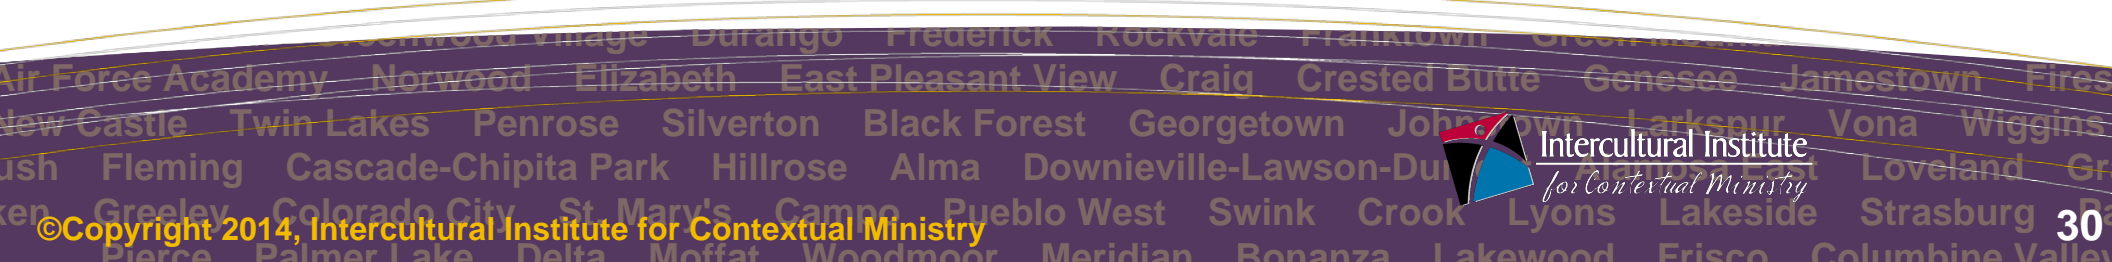 Greenwood Village Durango Frederick Rockvale Franktown
Air Force Academy Norwood Elizabeth East Pleasant View Craig Crested Butte Genesee Jamestown
New Castle Twin Lakes Penrose Silverton Black Forest Georgetown Johnstown Larkspur Vona Wiggins
Fleming Cascade-Chipita Park Hillrose Alma Downieville-Lawson-Du Alamosa East Loveland
Intercultural Institute
for Contextual Ministry
Greeley Colorado City St. Mary's Campo Pueblo West Swink Crook Lyons Lakeside Strasburg
©Copyright 2014, Intercultural Institute for Contextual Ministry
30
Pierce Palmer Lake Delta Moffat Woodmoor Meridian Bonanza Lakewood Frisco Columbine Valley